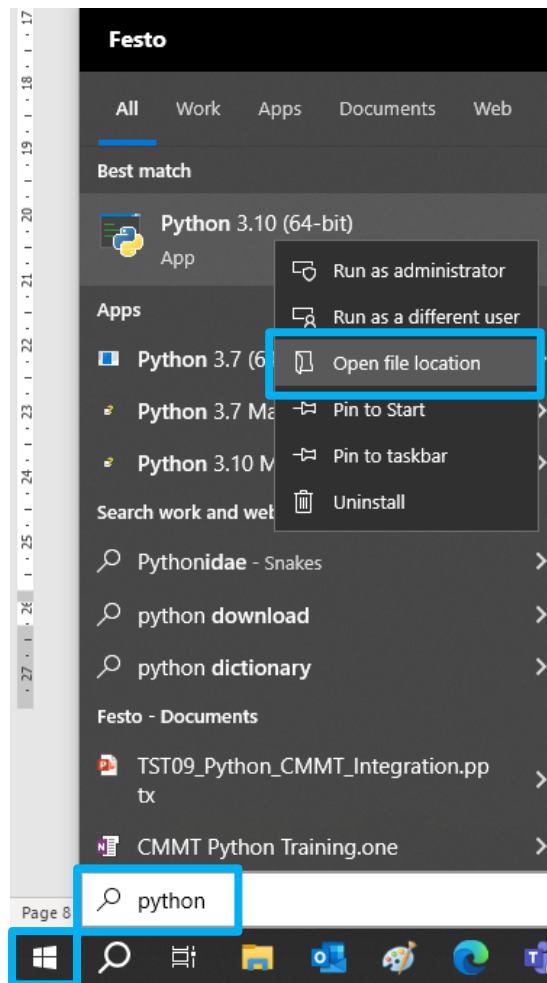 Festo
All Work Apps Documents Web
Best match
Python 3.10 (64-bit)
App
Run as administrator
Apps
Run as a different user
Python 3.7 (6
Open file location
Python 3.7 Ma
Pin to Start
Python 3.10 M
Pin to taskbar
Uninstall
Search work and web
Pythonidae - Snakes
python download
python dictionary
Festo - Documents
TST09_Python_CMMT_Integration.pp
tx
CMMT Python Training.one
python
Page 8
17
18
19
20
21
22
23
24
25
26
27